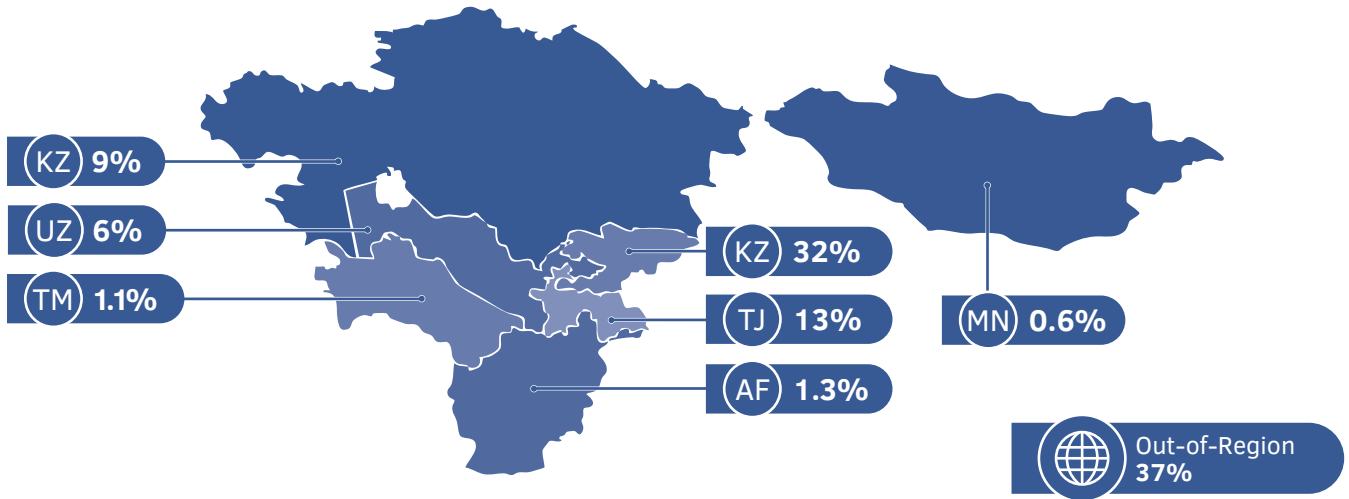 KZ 9%
UZ 6%
TM 1.1%
KZ 32%
TJ 13%
AF 1.3%
MN 0.6%
Out-of-Region
37%